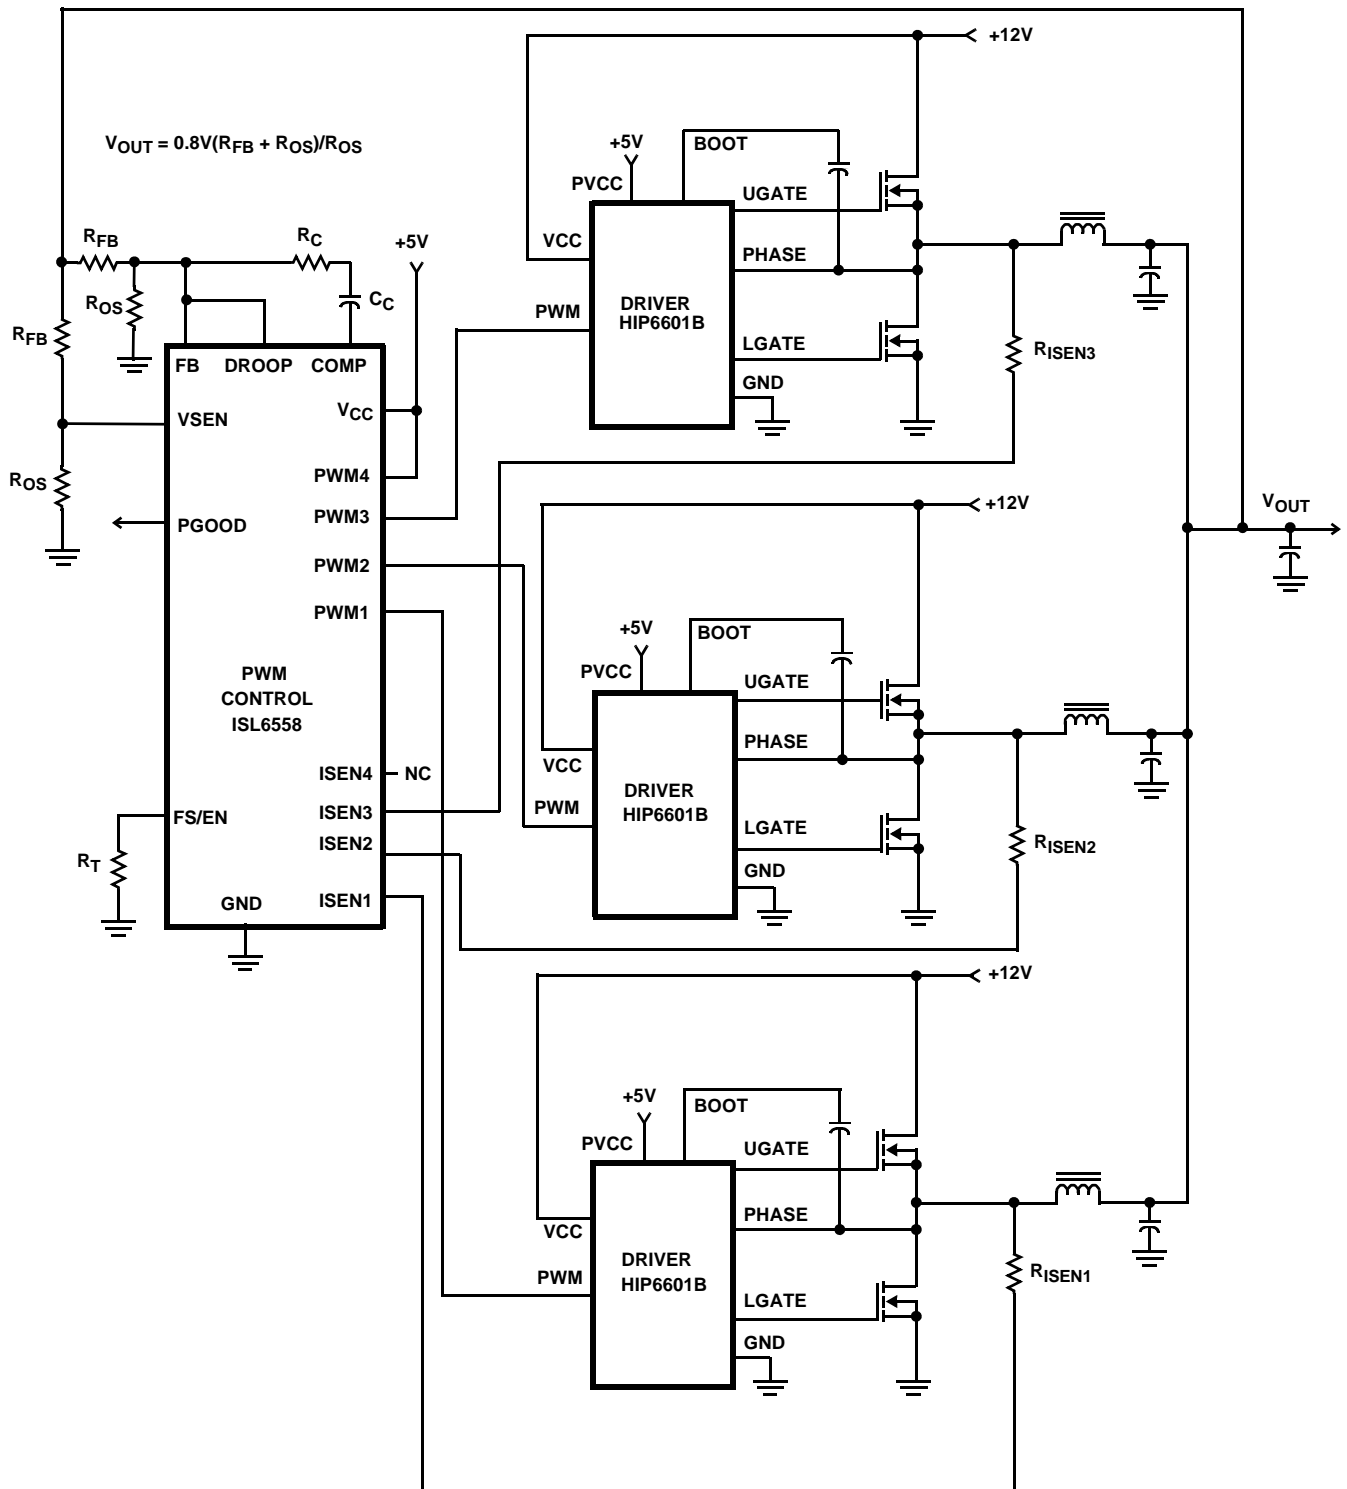 +12V
VOUT = 0.8V(RFB + ROS)/ROS
+5V
BOOT
PVCC
UGATE
RFB
RC
+5V
VCC
PHASE
ROS
CC
DRIVER
HIP6601B
PWM
RFB
LGATE
RISEN3
FB
DROOP
COMP
GND
VCC
VSEN
PWM4
ROS
PWM3
PGOOD
+12V
VOUT
PWM2
PWM1
+5V
BOOT
PVCC
UGATE
PWM
CONTROL
ISL6558
PHASE
VCC
ISEN4
NC
DRIVER
HIP6601B
PWM
ISEN3
FS/EN
LGATE
ISEN2
RISEN2
RT
GND
ISEN1
GND
+12V
+5V
BOOT
PVCC
UGATE
PHASE
VCC
DRIVER
HIP6601B
PWM
RISEN1
LGATE
GND